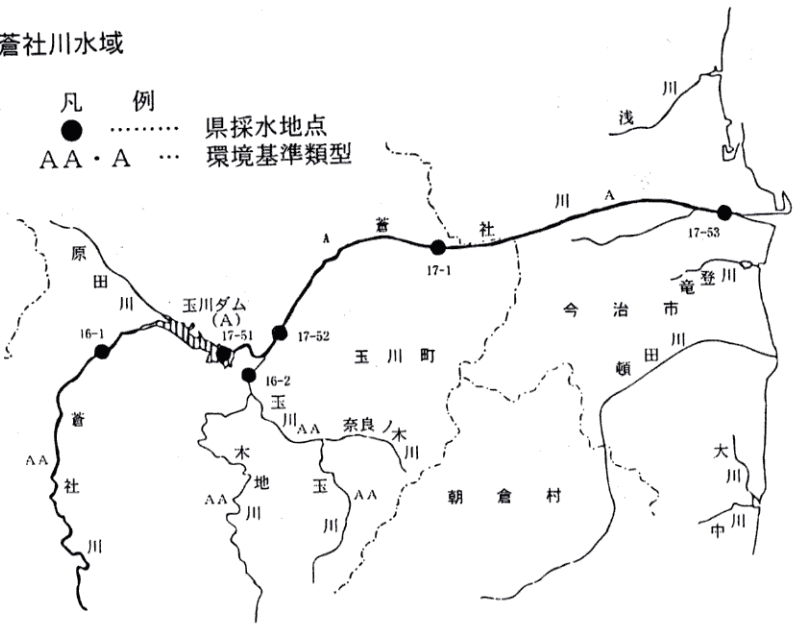 蒼社川水域
凡 例
● ……… 県採水地点
AA・A … 環境基準類型
浅川
蒼社川
A
A
17-53
17-1
原田川
玉川ダム
(A)
17-51
17-52
16-1
16-2
竜登川
今治市
頓田川
玉川町
玉川
AA
奈良ノ木川
蒼社川
AA
木地川
AA
玉川
AA
朝倉村
大川
中川